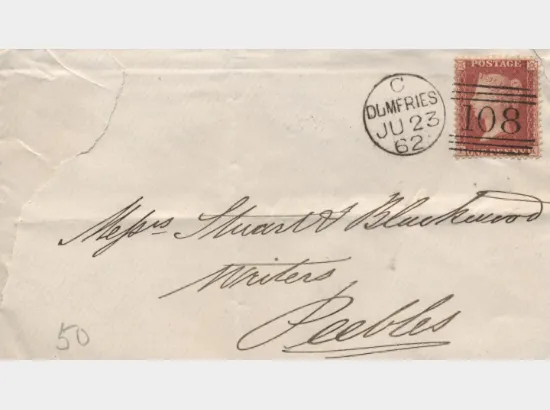 POSTAGE
C
DUMFRIES
JU 23
62
108
Messrs Stuart & Blackwood
Writers
Peebles
50